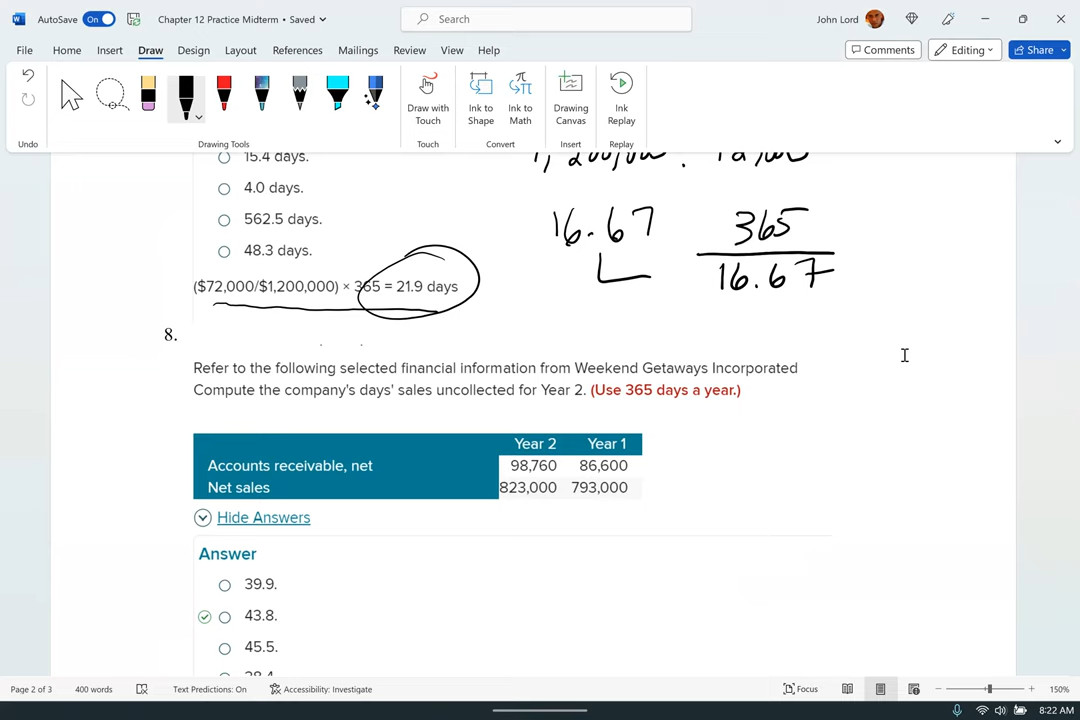 AutoSave On Chapter 12 Practice Midterm • Saved Search John Lord
File Home Insert Draw Design Layout References Mailings Review View Help Comments Editing Share
Draw with Touch Ink to Shape Ink to Math Drawing Canvas Ink Replay
Undo Drawing Tools Touch Convert Insert Replay
15.4 days.
4.0 days.
562.5 days.
48.3 days.
16.67 365
16.67
($72,000/$1,200,000) × 365 = 21.9 days
8.
Refer to the following selected financial information from Weekend Getaways Incorporated
Compute the company's days' sales uncollected for Year 2. (Use 365 days a year.)
Year 2 Year 1
Accounts receivable, net 98,760 86,600
Net sales 823,000 793,000
Hide Answers
Answer
39.9.
43.8.
45.5.
Page 2 of 3 400 words Text Predictions: On Accessibility: Investigate Focus 150%
8:22 AM